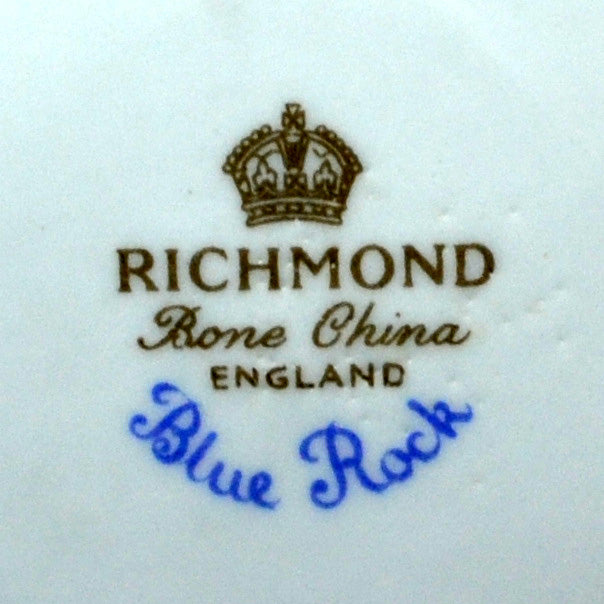 RICHMOND
Bone China
ENGLAND
Blue Rock